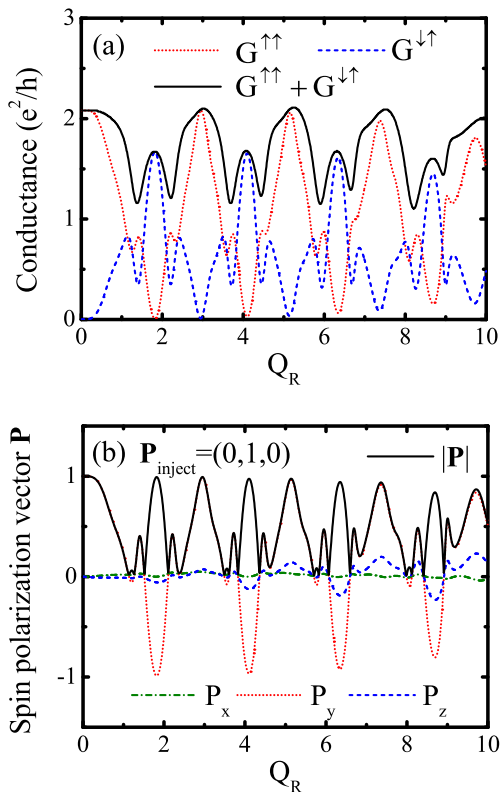 (a) G↑↑ G↓↑
G↑↑ + G↓↑
Conductance (e²/h)
3
2
1
0
0 2 4 6 8 10
Q_R
(b) P_inject=(0,1,0) |P|
Spin polarization vector P
1
0
-1
P_x P_y P_z
0 2 4 6 8 10
Q_R